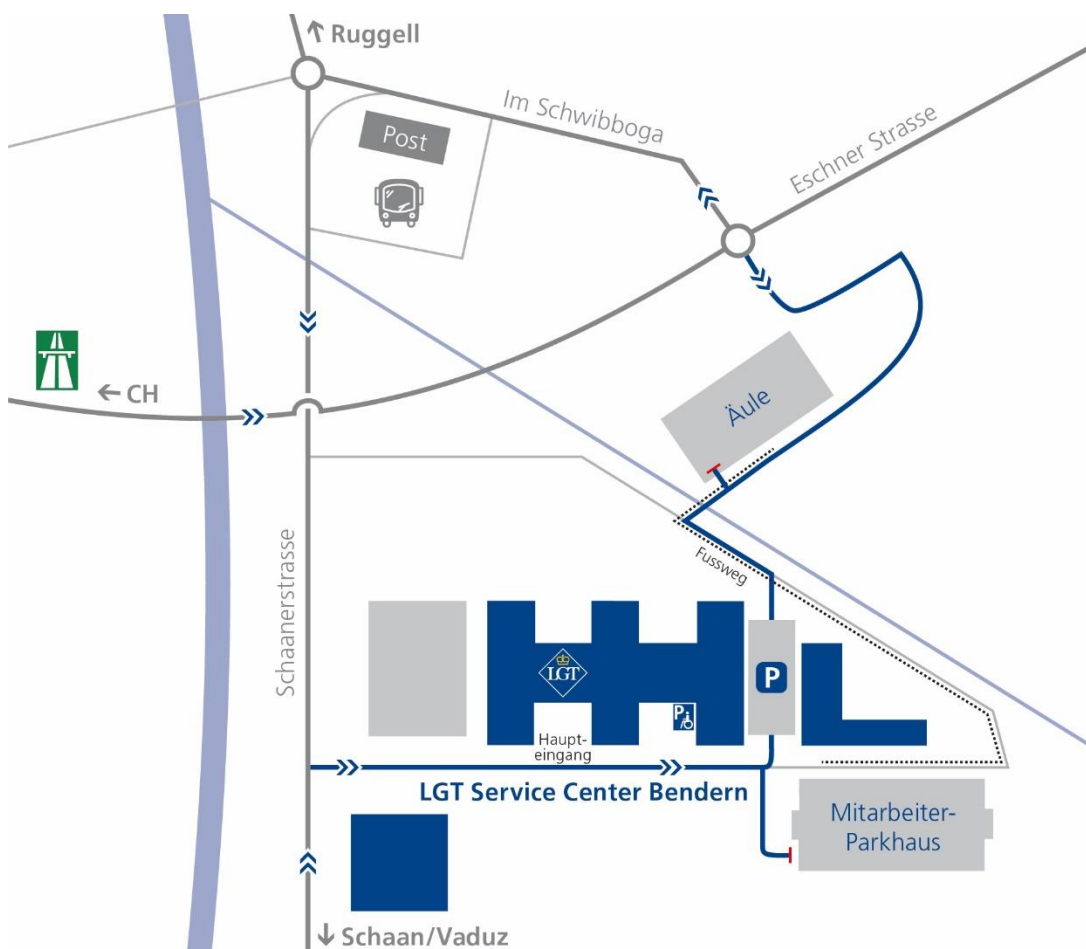 Ruggell
Im Schwibboga
Post
Eschner Strasse
CH
Äule
Fussweg
Schaanerstrasse
LGT
P
P
Haupt-
eingang
LGT Service Center Bendern
Mitarbeiter-
Parkhaus
Schaan/Vaduz